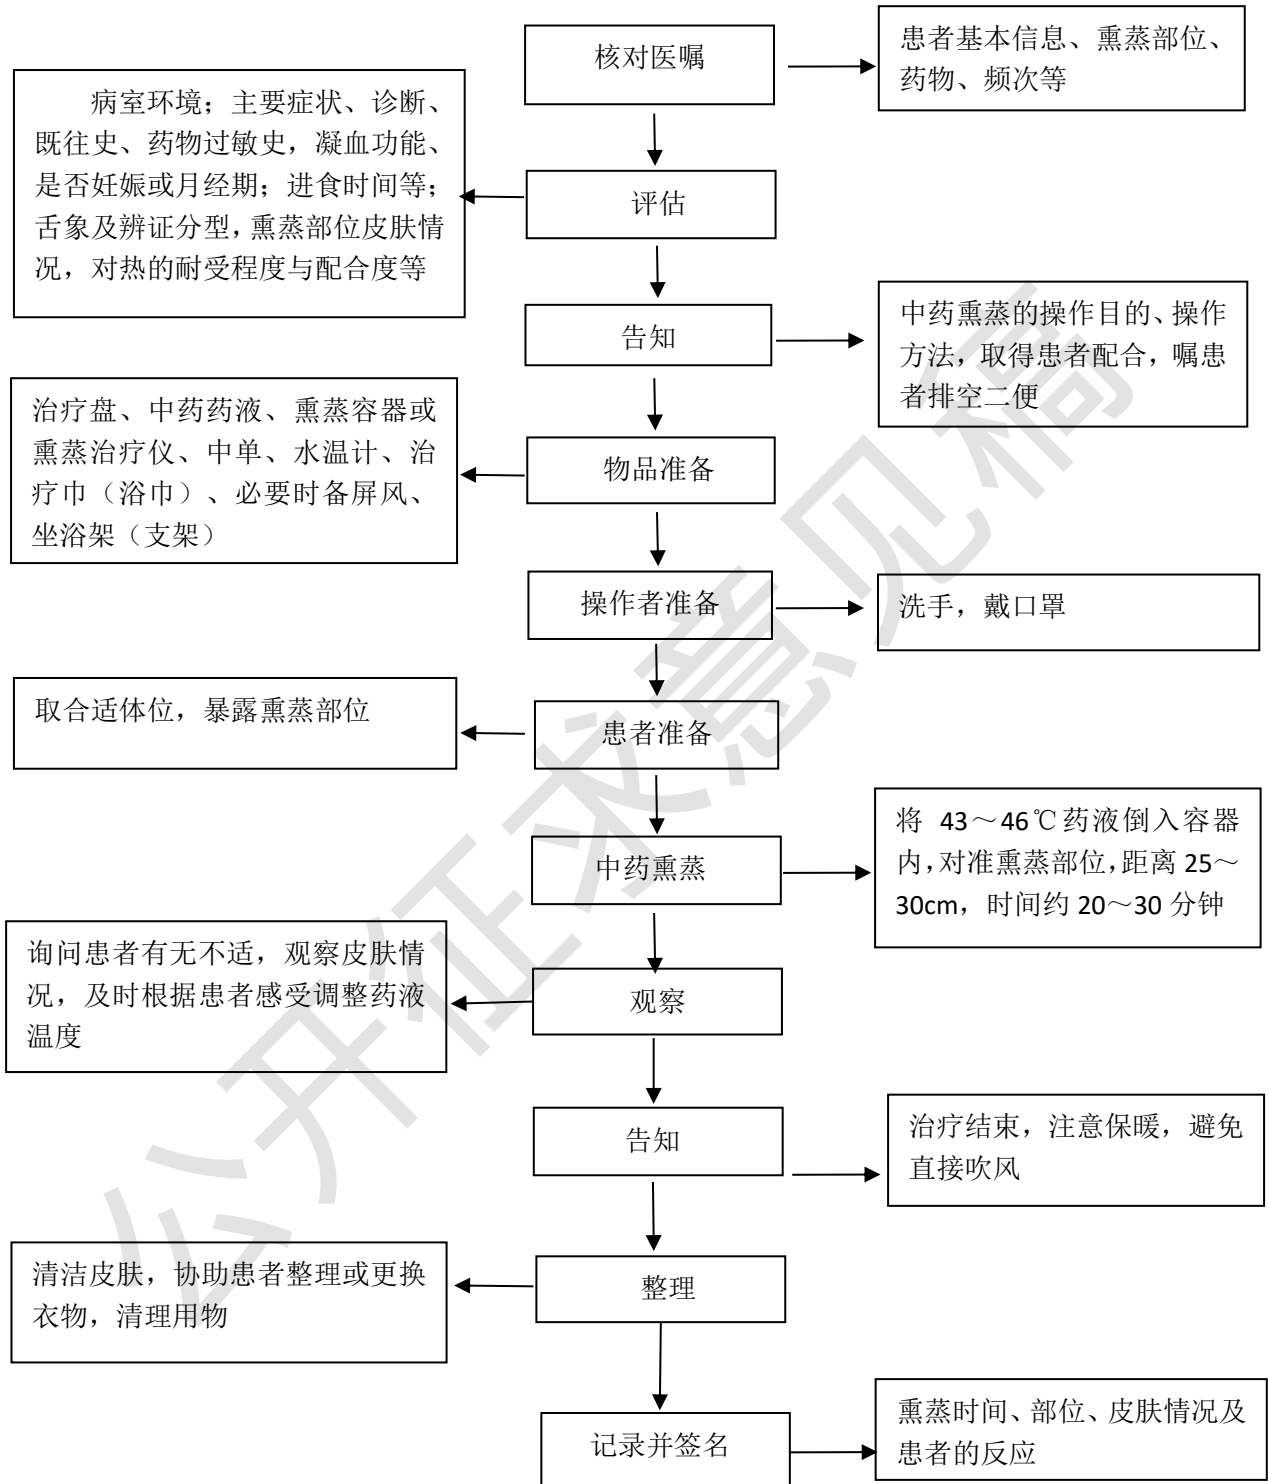 核对医嘱
患者基本信息、熏蒸部位、
药物、频次等
病室环境；主要症状、诊断、
既往史、药物过敏史，凝血功能、
是否妊娠或月经期；进食时间等；
舌象及辨证分型，熏蒸部位皮肤情
况，对热的耐受程度与配合度等
评估
告知
中药熏蒸的操作目的、操作
方法，取得患者配合，嘱患
者排空二便
治疗盘、中药药液、熏蒸容器或
熏蒸治疗仪、中单、水温计、治
疗巾（浴巾）、必要时备屏风、
坐浴架（支架）
物品准备
操作者准备
洗手，戴口罩
取合适体位，暴露熏蒸部位
患者准备
中药熏蒸
将 43～46℃药液倒入容器
内，对准熏蒸部位，距离 25～
30cm，时间约 20～30 分钟
询问患者有无不适，观察皮肤情
况，及时根据患者感受调整药液
温度
观察
告知
治疗结束，注意保暖，避免
直接吹风
清洁皮肤，协助患者整理或更换
衣物，清理用物
整理
记录并签名
熏蒸时间、部位、皮肤情况及
患者的反应
公开征求意见稿